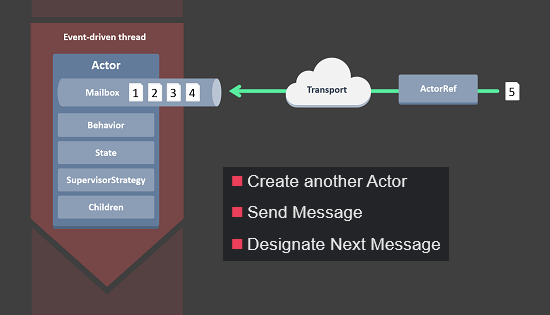 Event-driven thread
Actor
Mailbox
1 2 3 4
Transport
ActorRef
5
Behavior
State
SupervisorStrategy
Children
Create another Actor
Send Message
Designate Next Message